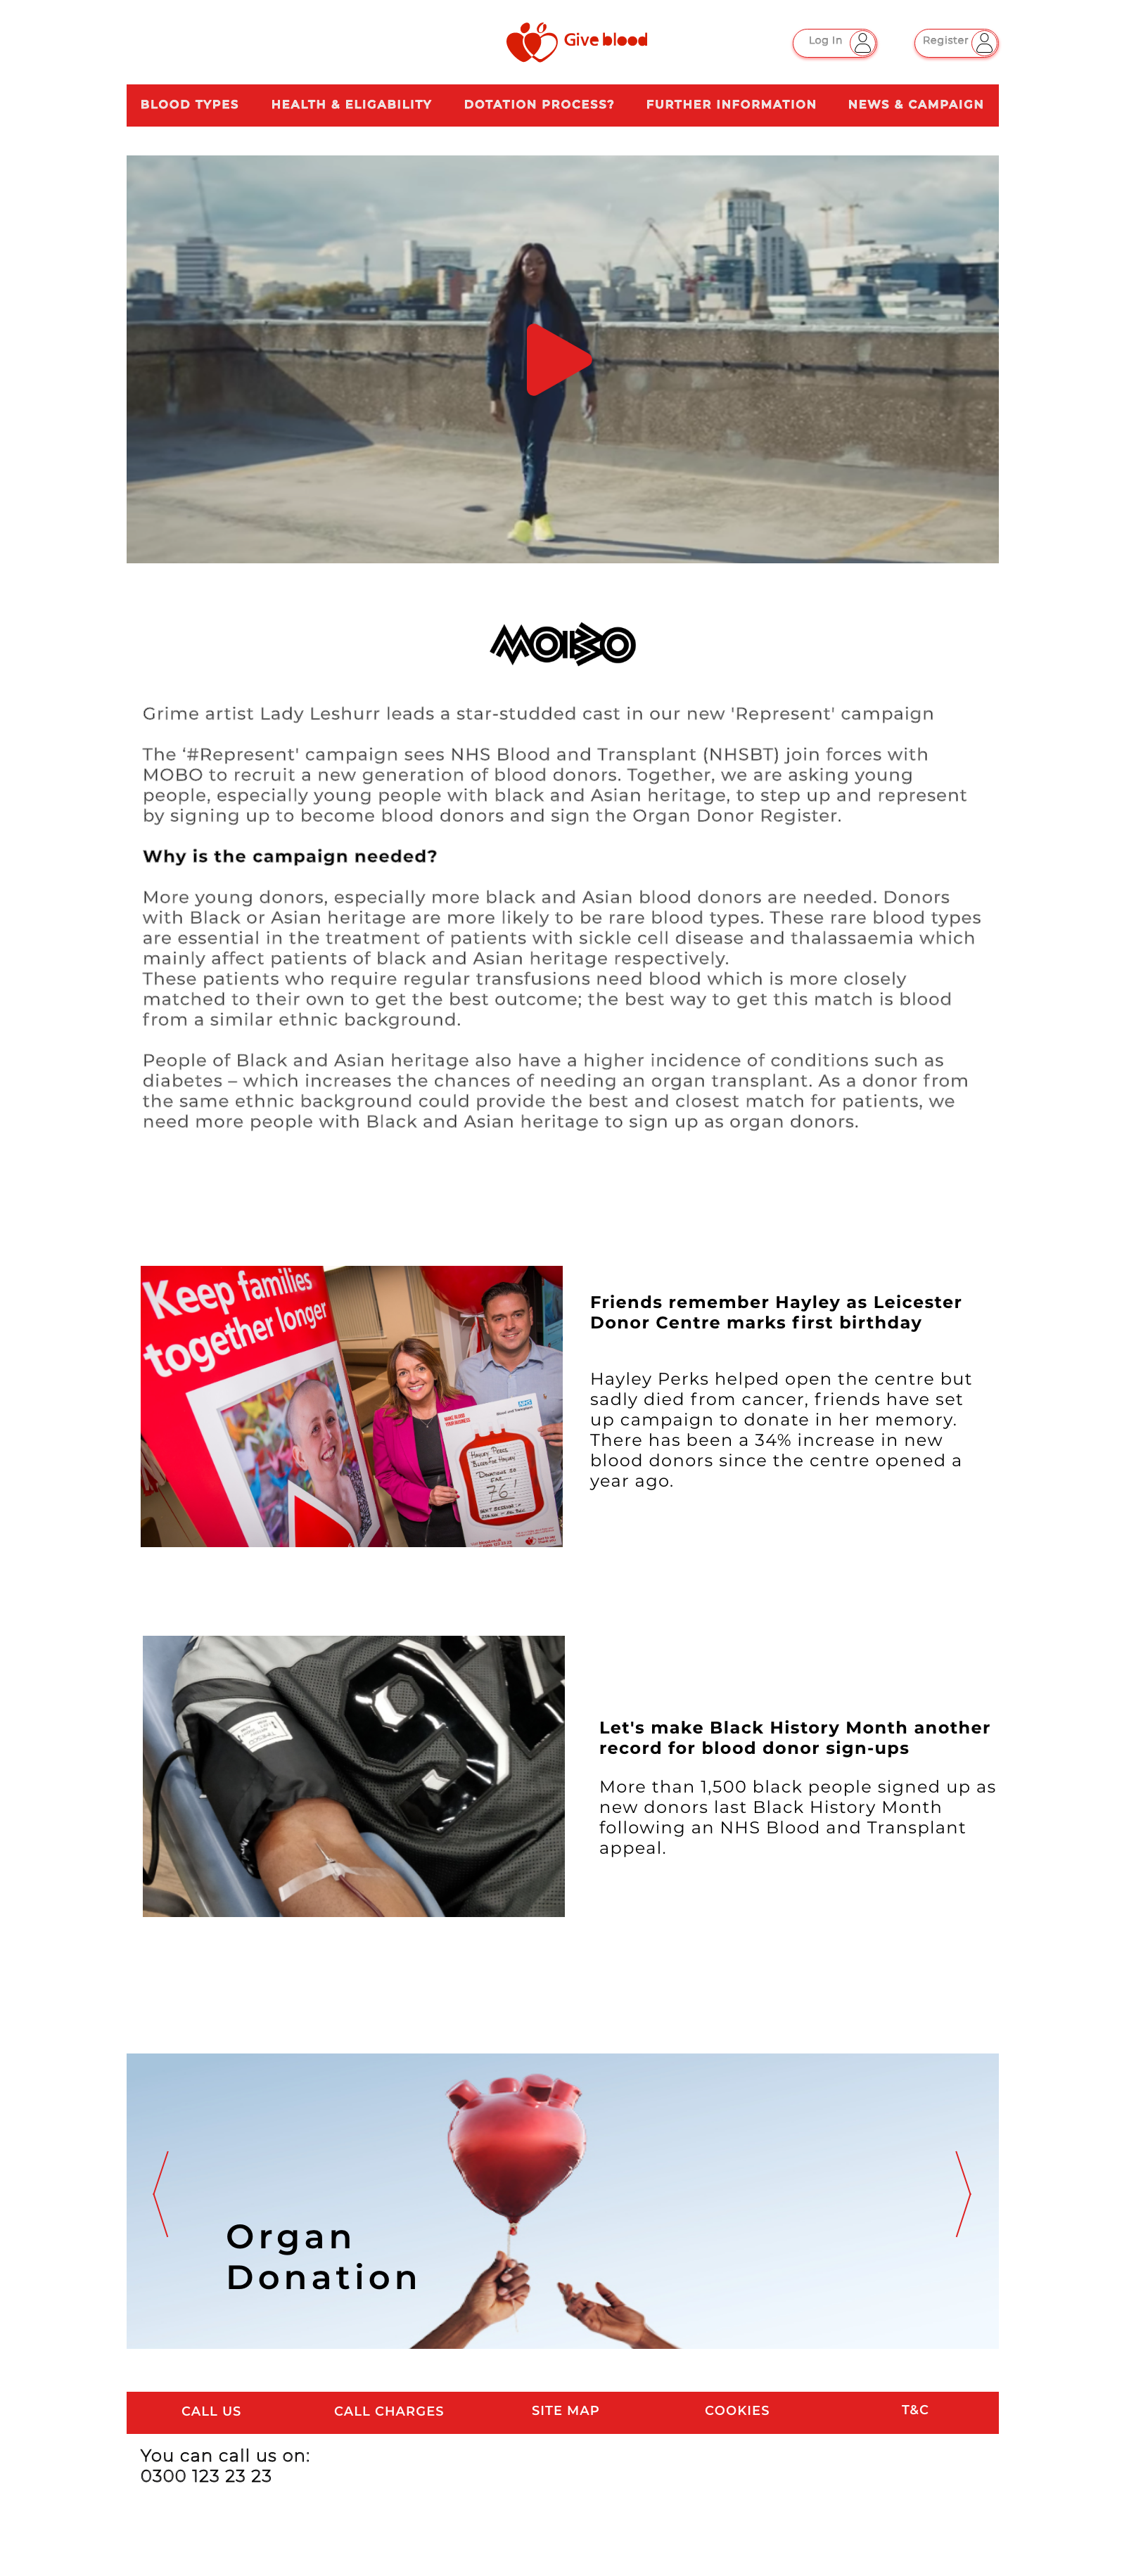 Give blood
Log In
Register
BLOOD TYPES
HEALTH & ELIGABILITY
DOTATION PROCESS?
FURTHER INFORMATION
NEWS & CAMPAIGN
MOBO
Grime artist Lady Leshurr leads a star-studded cast in our new 'Represent' campaign
The ‘#Represent' campaign sees NHS Blood and Transplant (NHSBT) join forces with
MOBO to recruit a new generation of blood donors. Together, we are asking young
people, especially young people with black and Asian heritage, to step up and represent
by signing up to become blood donors and sign the Organ Donor Register.
Why is the campaign needed?
More young donors, especially more black and Asian blood donors are needed. Donors
with Black or Asian heritage are more likely to be rare blood types. These rare blood types
are essential in the treatment of patients with sickle cell disease and thalassaemia which
mainly affect patients of black and Asian heritage respectively.
These patients who require regular transfusions need blood which is more closely
matched to their own to get the best outcome; the best way to get this match is blood
from a similar ethnic background.
People of Black and Asian heritage also have a higher incidence of conditions such as
diabetes – which increases the chances of needing an organ transplant. As a donor from
the same ethnic background could provide the best and closest match for patients, we
need more people with Black and Asian heritage to sign up as organ donors.
Keep families
together longer
NHS
Blood and Transplant
MAKE BLOOD
YOUR BUSINESS
HAYLEY PERKS
'BLOOD FOR HAYLEY'
DONATIONS SO
FAR
76!
Friends remember Hayley as Leicester
Donor Centre marks first birthday
Hayley Perks helped open the centre but
sadly died from cancer, friends have set
up campaign to donate in her memory.
There has been a 34% increase in new
blood donors since the centre opened a
year ago.
Let's make Black History Month another
record for blood donor sign-ups
More than 1,500 black people signed up as
new donors last Black History Month
following an NHS Blood and Transplant
appeal.
Organ
Donation
CALL US
CALL CHARGES
SITE MAP
COOKIES
T&C
You can call us on:
0300 123 23 23